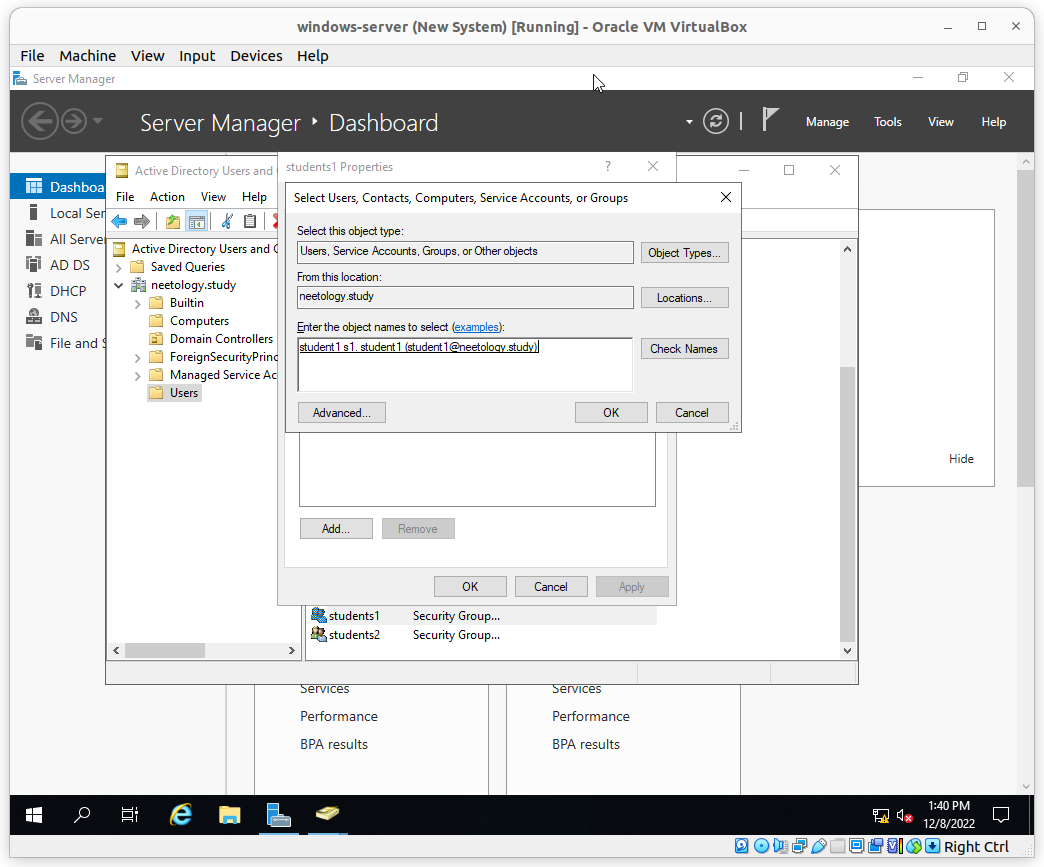 windows-server (New System) [Running] - Oracle VM VirtualBox
File Machine View Input Devices Help
Server Manager
Server Manager • Dashboard
Manage Tools View Help
Dashboa
Local Ser
All Server
AD DS
DHCP
DNS
File and S
Active Directory Users and
File Action View Help
Active Directory Users and C
Saved Queries
neetology.study
Builtin
Computers
Domain Controllers
ForeignSecurityPrinc
Managed Service Ac
Users
students1 Properties
?
Select Users, Contacts, Computers, Service Accounts, or Groups
Select this object type:
Users, Service Accounts, Groups, or Other objects
Object Types...
From this location:
neetology.study
Locations...
Enter the object names to select (examples):
student1 s1. student1 (student1@neetology.study)
Check Names
Advanced...
OK
Cancel
Add...
Remove
OK
Cancel
Apply
students1 Security Group...
students2 Security Group...
Hide
Services
Performance
BPA results
Services
Performance
BPA results
1:40 PM
12/8/2022
Right Ctrl